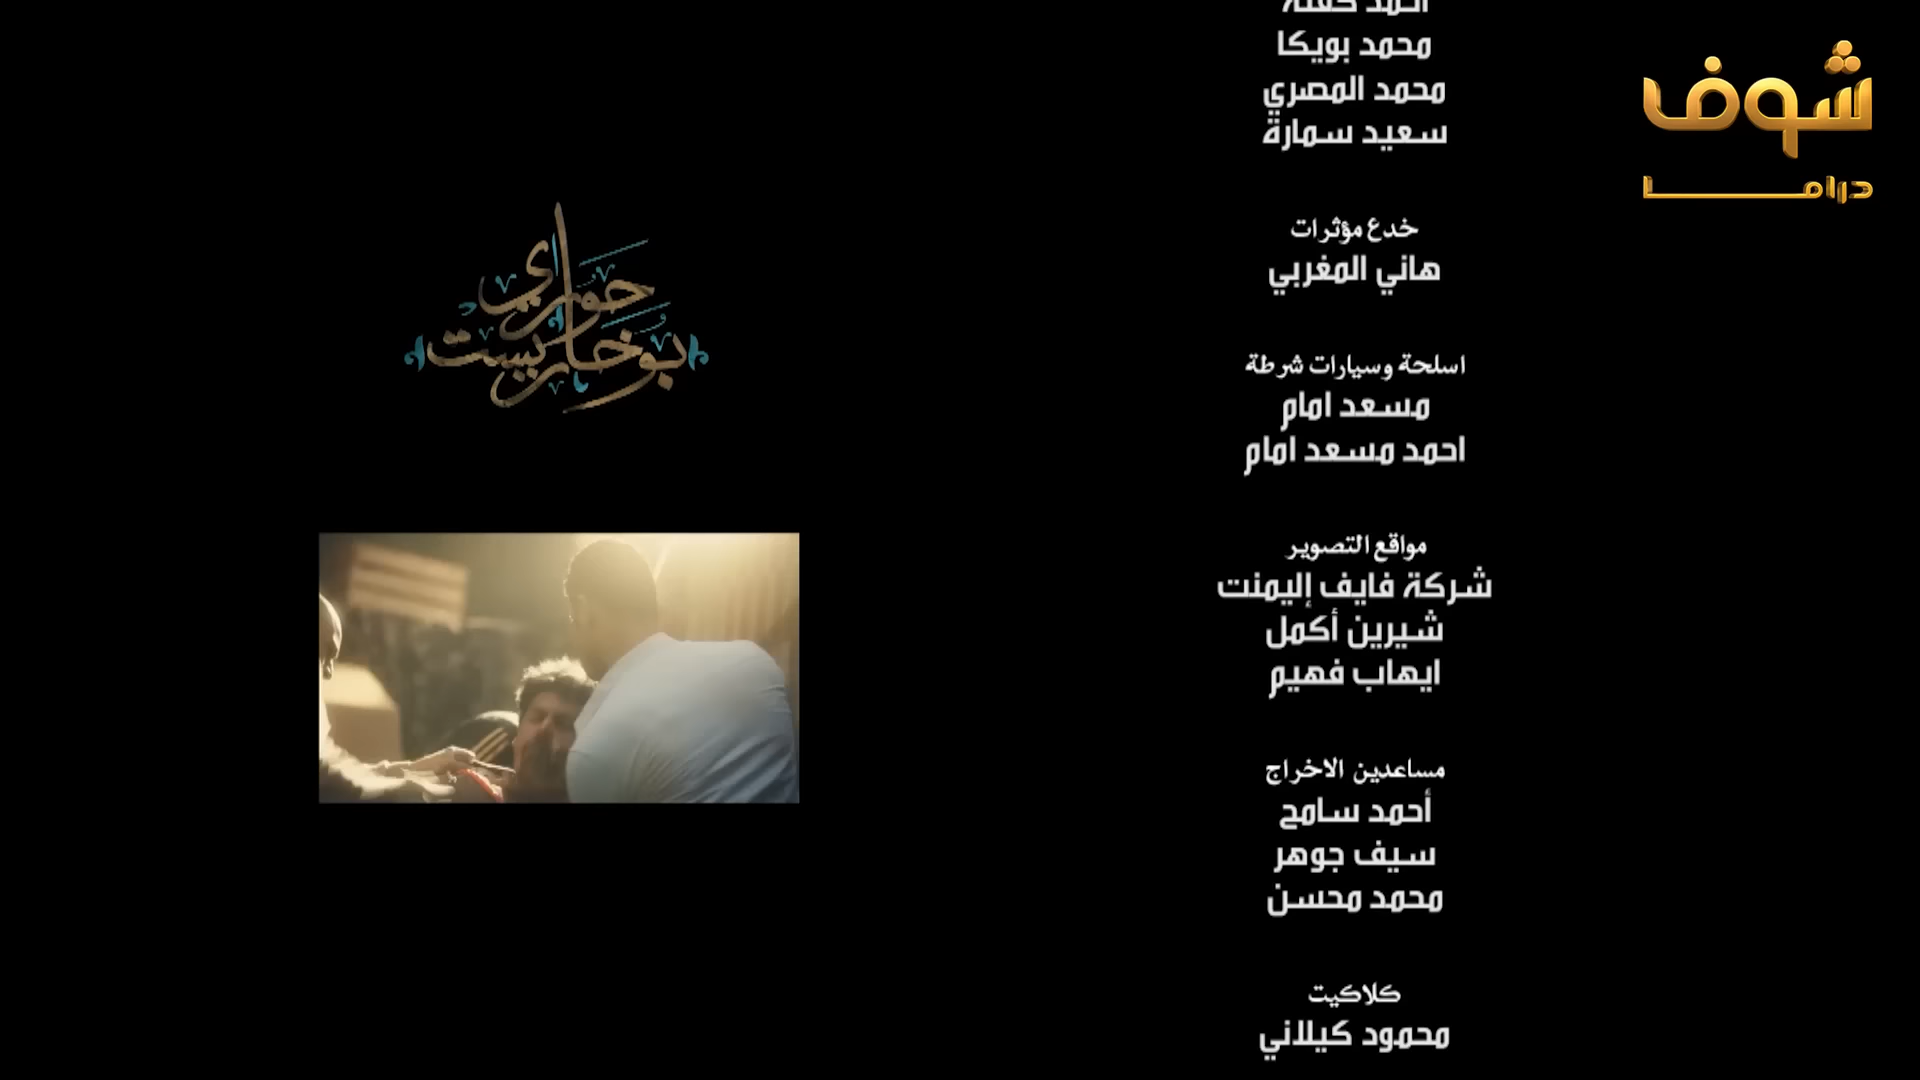 محمد بويكا
محمد المصري
سعيد سمارة
خدع مؤثرات
هاني المغربي
اسلحة وسيارات شرطة
مسعد امام
احمد مسعد امام
مواقع التصوير
شركة فايف إليمنت
شيرين أكمل
ايهاب فهيم
مساعدين الاخراج
أحمد سامح
سيف جوهر
محمد محسن
كلاكيت
محمود كيلاني
حواري
بوخارست
شوف
دراما